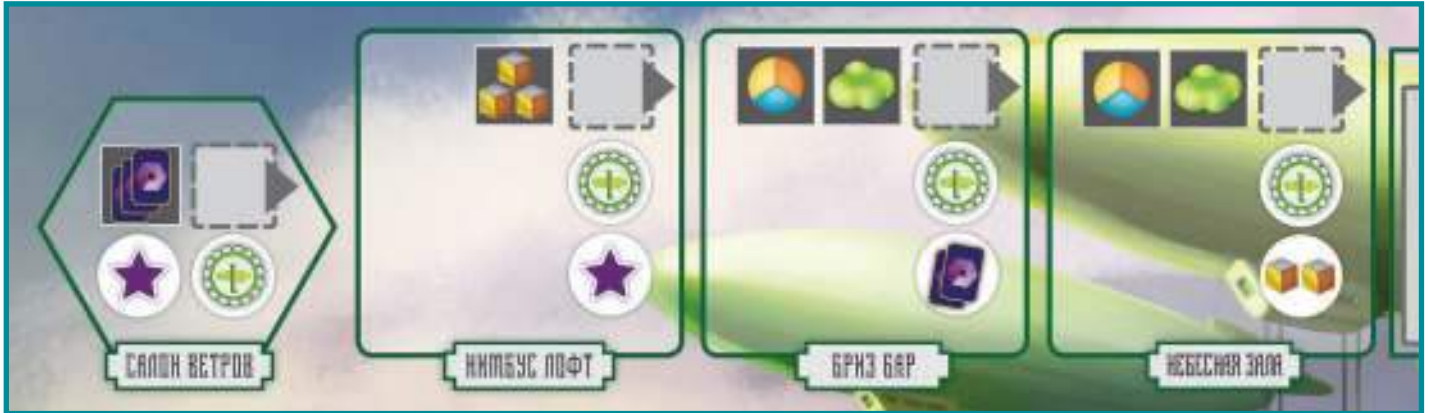 САЛОН ВЕТРОВ
НИМБУС ЛОФТ
БРИЗ БАР
НЕБЕСНАЯ ЗАЛА